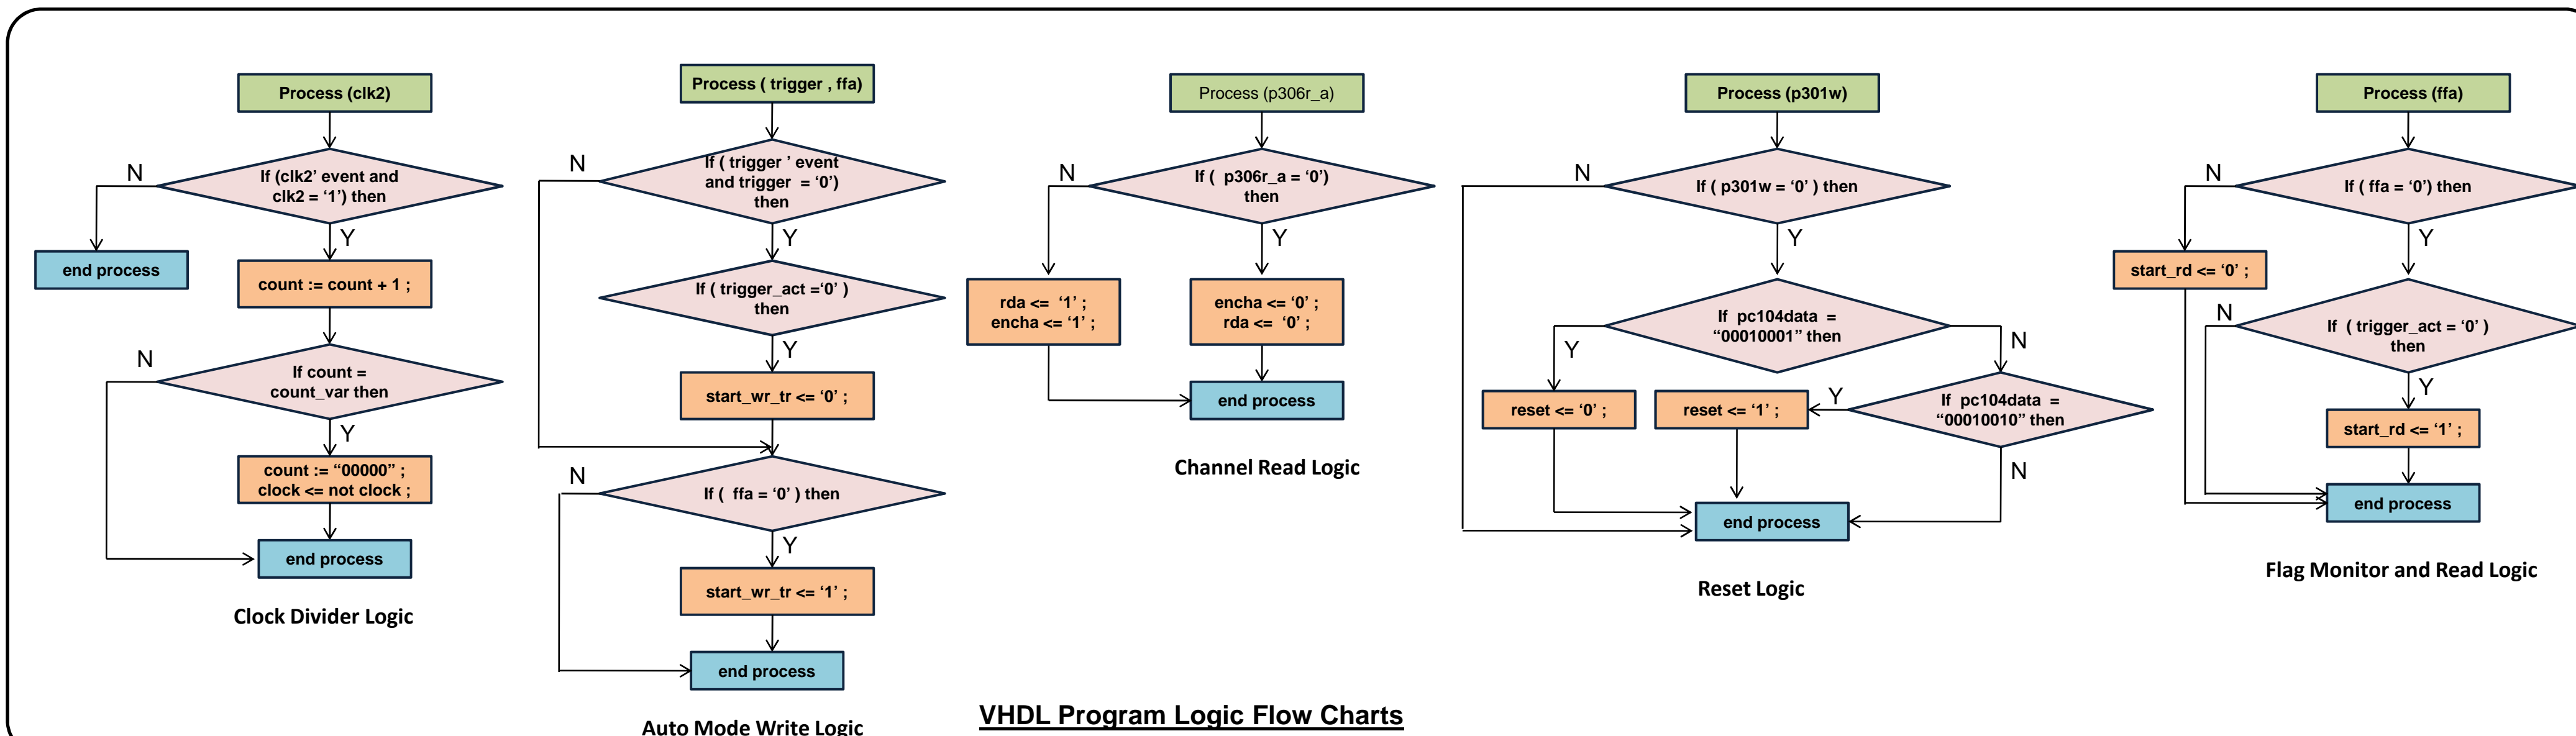 Process (clk2)
N
If (clk2’ event and
clk2 = ‘1’) then
Y
end process
count := count + 1 ;
N
If count =
count_var then
Y
count := “00000” ;
clock <= not clock ;
end process
Clock Divider Logic
Process ( trigger , ffa)
N
If ( trigger ’ event
and trigger = ‘0’)
then
Y
If ( trigger_act =‘0’ )
then
Y
start_wr_tr <= ‘0’ ;
N
If ( ffa = ‘0’ ) then
Y
start_wr_tr <= ‘1’ ;
end process
Auto Mode Write Logic
Process (p306r_a)
N
If ( p306r_a = ‘0’)
then
Y
rda <= ‘1’ ;
encha <= ‘1’ ;
encha <= ‘0’ ;
rda <= ‘0’ ;
end process
Channel Read Logic
Process (p301w)
N
If ( p301w = ‘0’ ) then
Y
If pc104data =
“00010001” then
Y
N
reset <= ‘0’ ;
reset <= ‘1’ ;
Y
If pc104data =
“00010010” then
N
end process
Reset Logic
Process (ffa)
N
If ( ffa = ‘0’) then
Y
start_rd <= ‘0’ ;
N
If ( trigger_act = ‘0’ )
then
Y
start_rd <= ‘1’ ;
end process
Flag Monitor and Read Logic
VHDL Program Logic Flow Charts